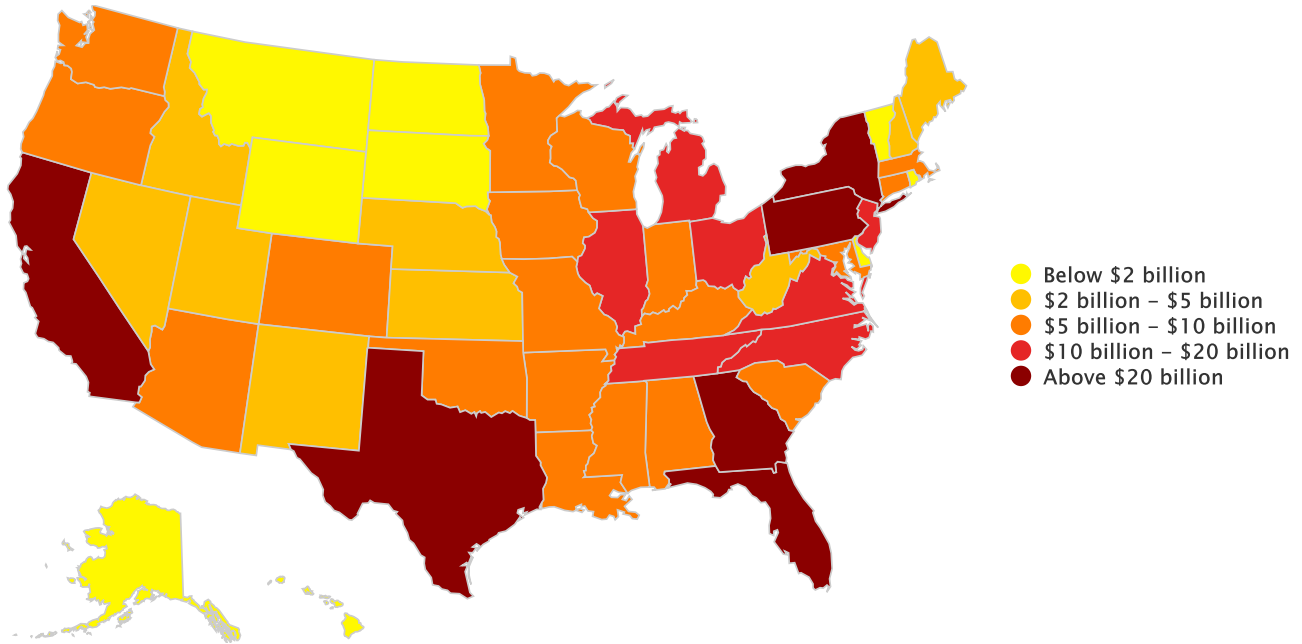 Below $2 billion
$2 billion – $5 billion
$5 billion – $10 billion
$10 billion – $20 billion
Above $20 billion